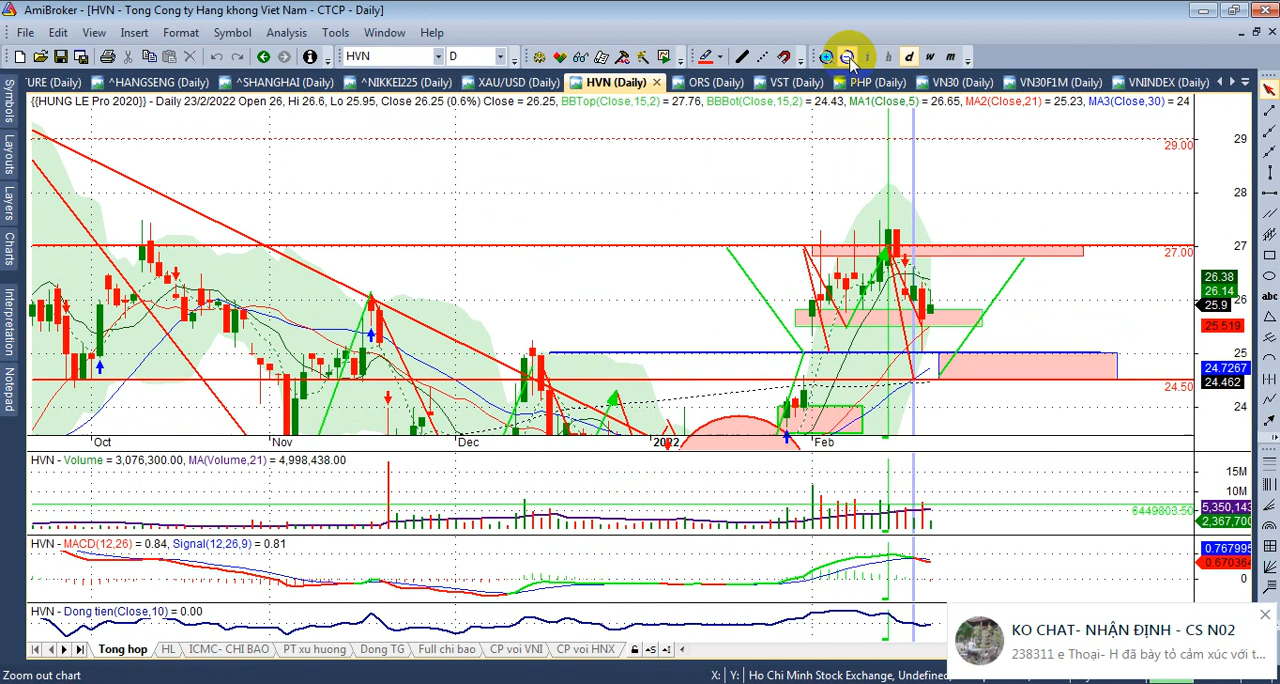 AmiBroker - [HVN - Tong Cong ty Hang khong Viet Nam - CTCP - Daily]
File Edit View Insert Format Symbol Analysis Tools Window Help
HVN D
i h d w m
'URE (Daily) ^HANGSENG (Daily) ^SHANGHAI (Daily) ^NIKKEI225 (Daily) XAU/USD (Daily) HVN (Daily) ORS (Daily) VST (Daily) PHP (Daily) VN30 (Daily) VN30F1M (Daily) VNINDEX (Daily)
{{HUNG LE Pro 2020}} - Daily 23/2/2022 Open 26, Hi 26.6, Lo 25.95, Close 26.25 (0.6%) Close = 26.25, BBTop(Close,15,2) = 27.76, BBBot(Close,15,2) = 24.43, MA1(Close,5) = 26.65, MA2(Close,21) = 25.23, MA3(Close,30) = 24
Symbols
Layouts
Layers
Charts
Interpretation
Notepad
29
29.00
28
27
27.00
26.38
26.14
26
25.9
25.519
25
24.7267
24.462
24.50
24
Oct Nov Dec 2022 Feb
HVN - Volume = 3,076,300.00, MA(Volume,21) = 4,998,438.00
15M
10M
5,350,143
6449803.50
2,367,700
HVN - MACD(12,26) = 0.84, Signal(12,26,9) = 0.81
0.767995
0.670364
0
HVN - Dong tien(Close,10) = 0.00
abc
KO CHAT- NHẬN ĐỊNH - CS N02
238311 e Thoại- H đã bày tỏ cảm xúc với t...
Tong hop HL ICMC- CHI BAO PT xu huong Dong TG Full chi bao CP voi VNI CP voi HNX
Zoom out chart
X: Y: Ho Chi Minh Stock Exchange, Undefined,